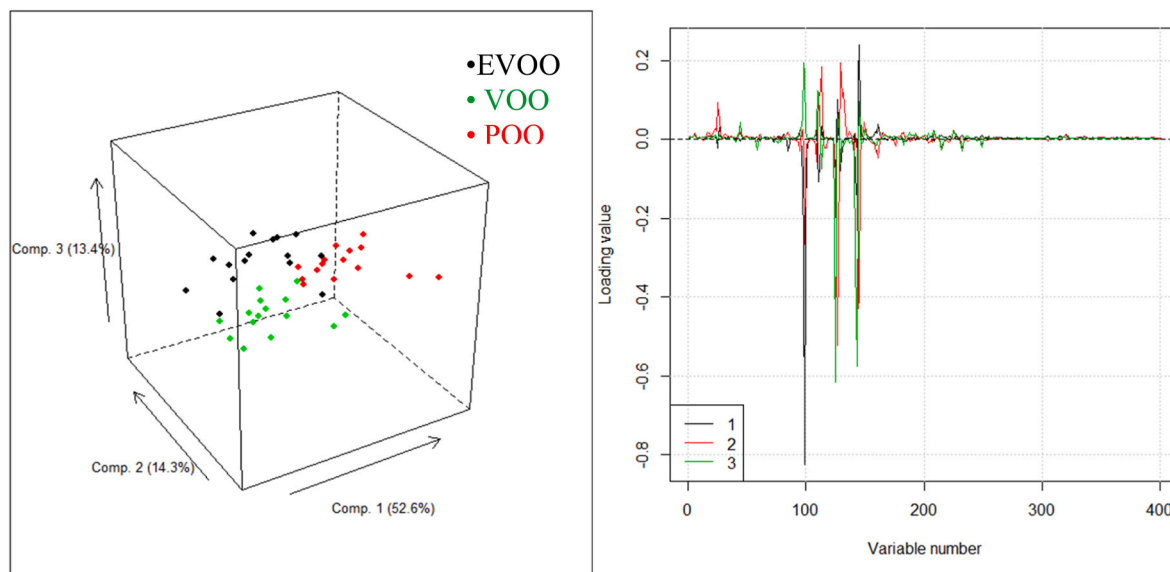 •EVOO
• VOO
• POO
Comp. 3 (13.4%)
Comp. 2 (14.3%)
Comp. 1 (52.6%)
Loading value
0.2
0.0
-0.2
-0.4
-0.6
-0.8
1
2
3
0 100 200 300 400
Variable number